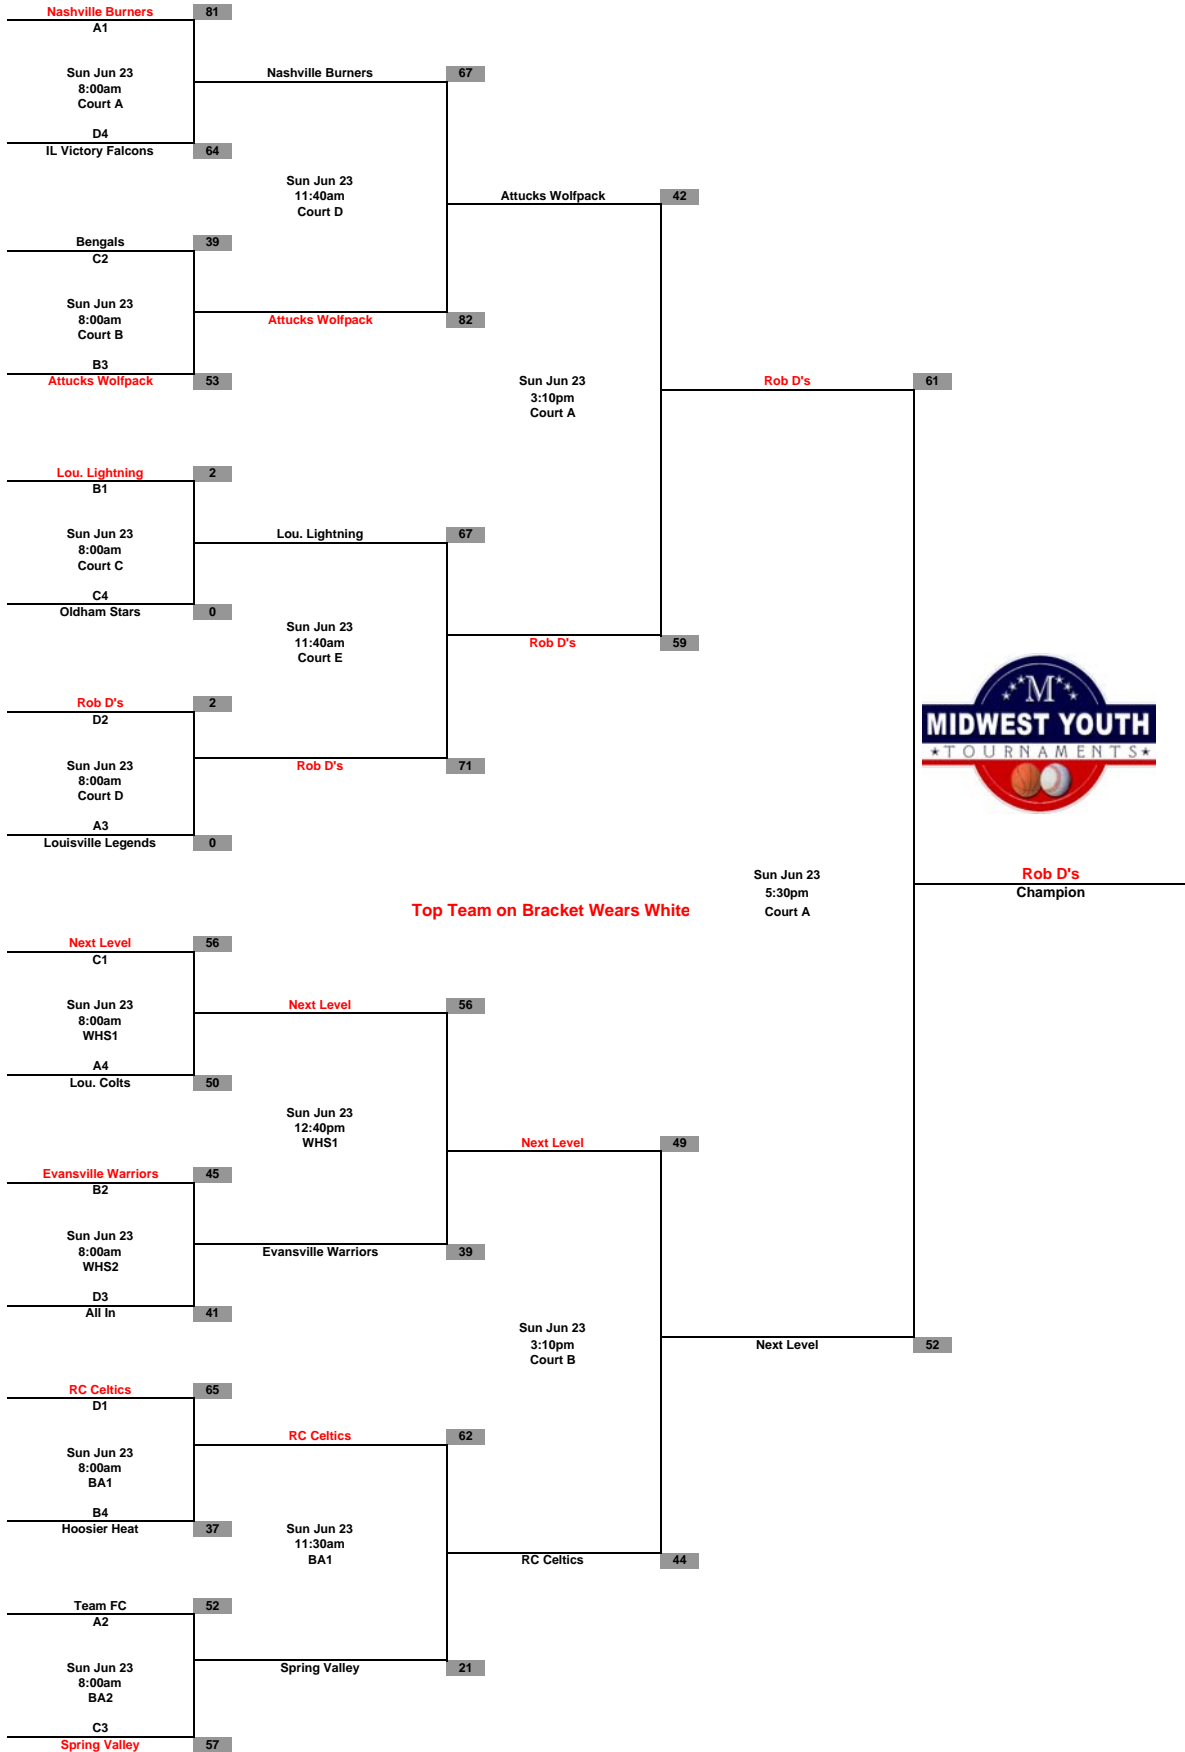 Nashville Burners 81
A1
Sun Jun 23
8:00am
Court A
D4
IL Victory Falcons 64
Bengals 39
C2
Sun Jun 23
8:00am
Court B
B3
Attucks Wolfpack 53
Lou. Lightning 2
B1
Sun Jun 23
8:00am
Court C
C4
Oldham Stars 0
Rob D's 2
D2
Sun Jun 23
8:00am
Court D
A3
Louisville Legends 0
Next Level 56
C1
Sun Jun 23
8:00am
WHS1
A4
Lou. Colts 50
Evansville Warriors 45
B2
Sun Jun 23
8:00am
WHS2
D3
All In 41
RC Celtics 65
D1
Sun Jun 23
8:00am
BA1
B4
Hoosier Heat 37
Team FC 52
A2
Sun Jun 23
8:00am
BA2
C3
Spring Valley 57
Nashville Burners 67
Sun Jun 23
11:40am
Court D
Attucks Wolfpack 82
Lou. Lightning 67
Sun Jun 23
11:40am
Court E
Rob D's 71
Next Level 56
Sun Jun 23
12:40pm
WHS1
Evansville Warriors 39
RC Celtics 62
Sun Jun 23
11:30am
BA1
Spring Valley 21
Attucks Wolfpack 42
Sun Jun 23
3:10pm
Court A
Rob D's 59
Top Team on Bracket Wears White
Next Level 49
Sun Jun 23
3:10pm
Court B
RC Celtics 44
Rob D's 61
Sun Jun 23
5:30pm
Court A
Next Level 52
M
MIDWEST YOUTH
TOURNAMENTS
Rob D's
Champion